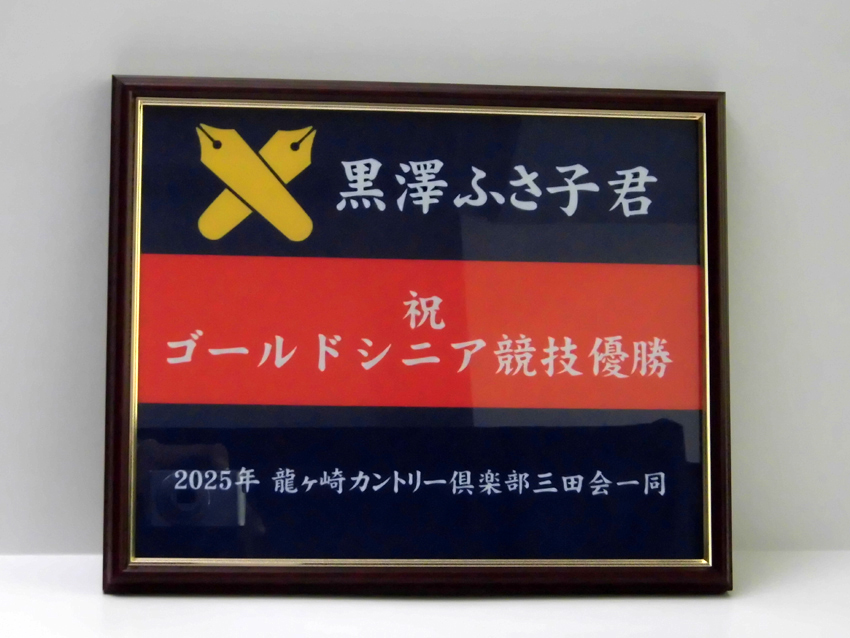 黒澤ふさ子君
祝
ゴールドシニア競技優勝
2025年 龍ヶ崎カントリー倶楽部三田会一同